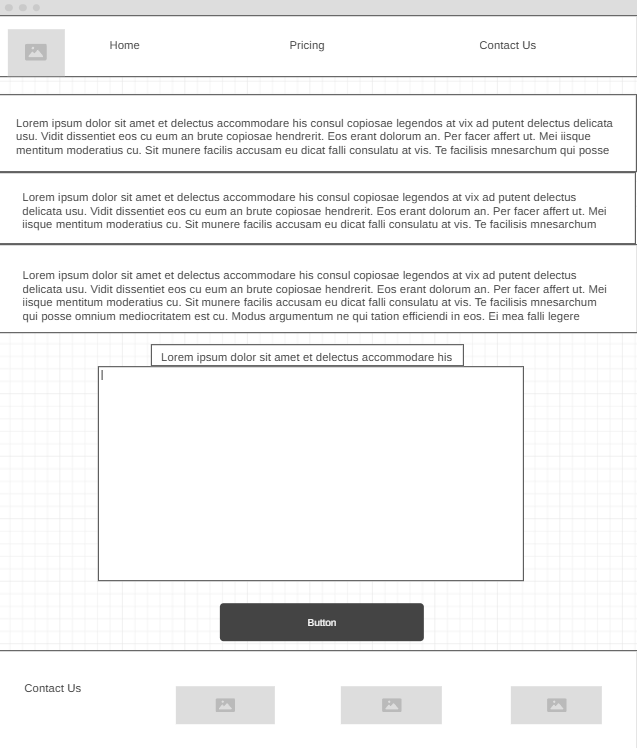 Home
Pricing
Contact Us
Lorem ipsum dolor sit amet et delectus accommodare his consul copiosae legendos at vix ad putent delectus delicata
usu. Vidit dissentiet eos cu eum an brute copiosae hendrerit. Eos erant dolorum an. Per facer affert ut. Mei iisque
mentitum moderatius cu. Sit munere facilis accusam eu dicat falli consulatu at vis. Te facilisis mnesarchum qui posse
Lorem ipsum dolor sit amet et delectus accommodare his consul copiosae legendos at vix ad putent delectus
delicata usu. Vidit dissentiet eos cu eum an brute copiosae hendrerit. Eos erant dolorum an. Per facer affert ut. Mei
iisque mentitum moderatius cu. Sit munere facilis accusam eu dicat falli consulatu at vis. Te facilisis mnesarchum
Lorem ipsum dolor sit amet et delectus accommodare his consul copiosae legendos at vix ad putent delectus
delicata usu. Vidit dissentiet eos cu eum an brute copiosae hendrerit. Eos erant dolorum an. Per facer affert ut. Mei
iisque mentitum moderatius cu. Sit munere facilis accusam eu dicat falli consulatu at vis. Te facilisis mnesarchum
qui posse omnium mediocritatem est cu. Modus argumentum ne qui tation efficiendi in eos. Ei mea falli legere
Lorem ipsum dolor sit amet et delectus accommodare his
Button
Contact Us